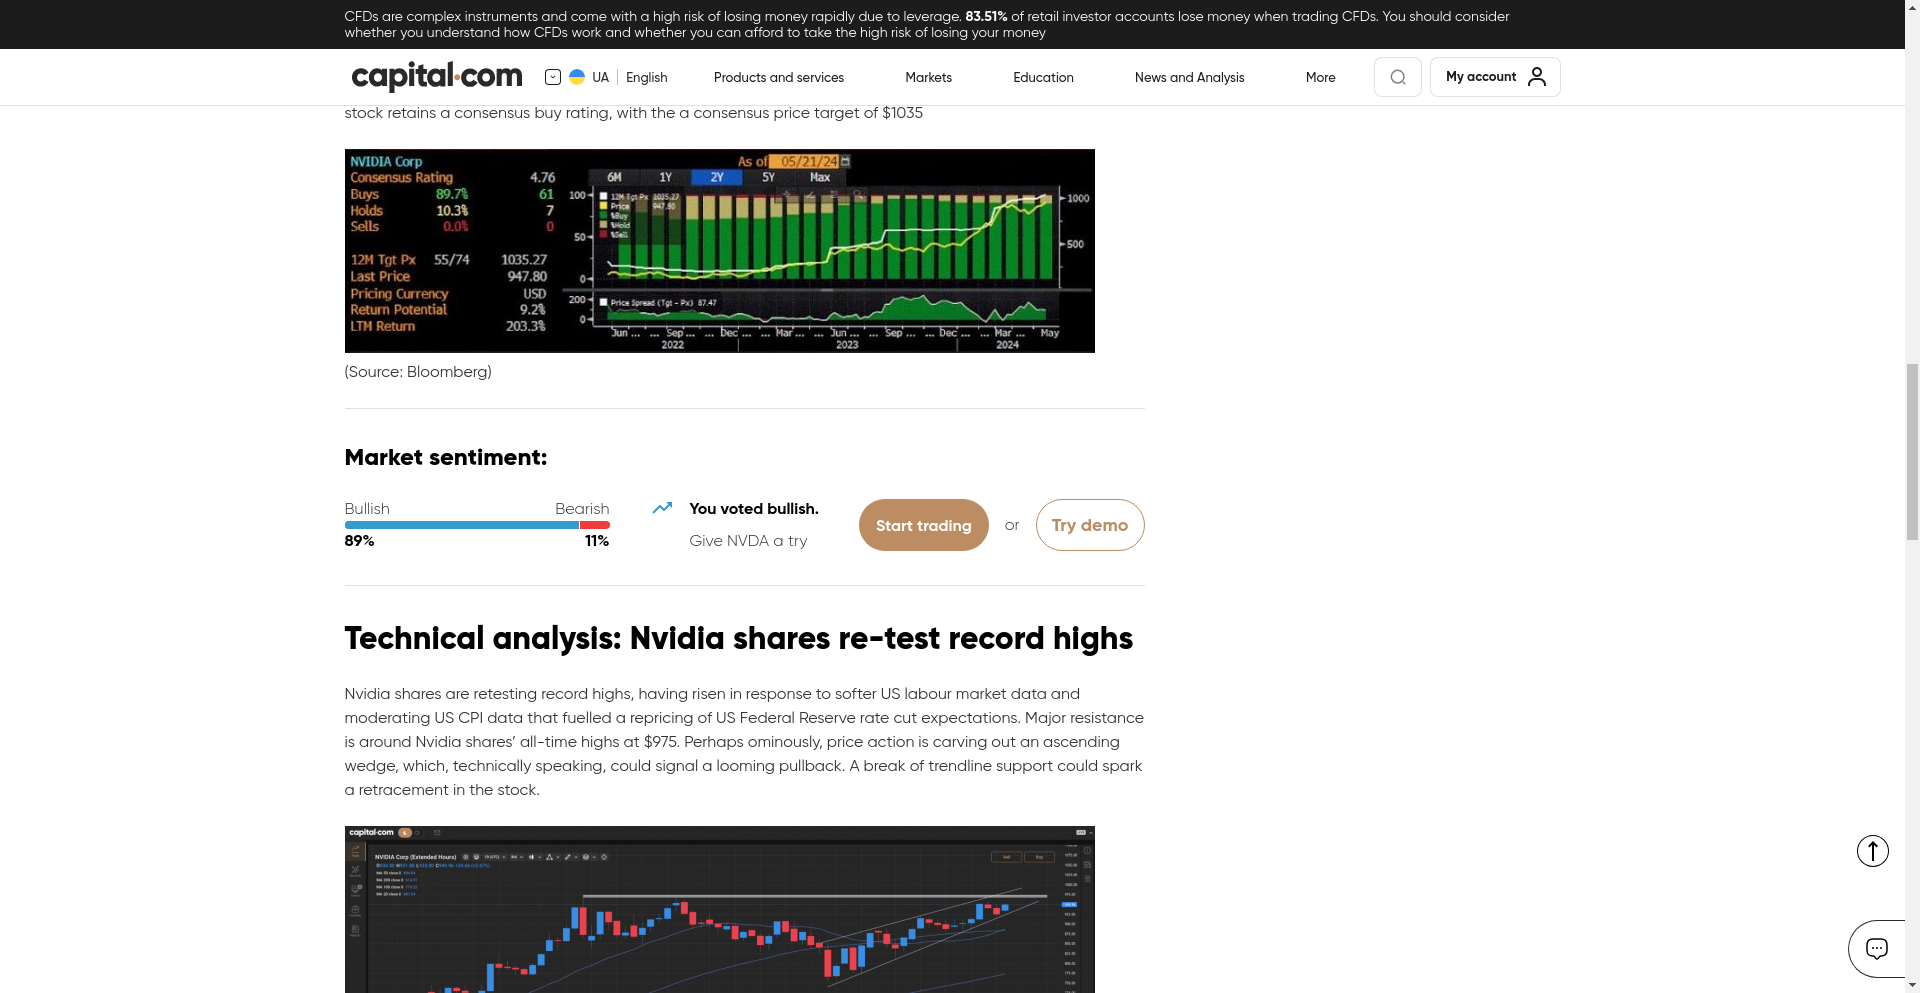 CFDs are complex instruments and come with a high risk of losing money rapidly due to leverage. 83.51% of retail investor accounts lose money when trading CFDs. You should consider
whether you understand how CFDs work and whether you can afford to take the high risk of losing your money
capital.com
UA English
Products and services
Markets
Education
News and Analysis
More
My account
stock retains a consensus buy rating, with the a consensus price target of $1035
NVIDIA Corp
As of 05/21/24
Consensus Rating 4.76
6M 1Y 2Y 5Y Max
Buys 89.7% 61
Holds 10.3% 7
Sells 0.0% 0
12M Tgt Px 55/74 1035.27
Last Price 947.80
Pricing Currency USD
Return Potential 9.2%
LTM Return 203.3%
100
50
0
200
0
12M Tgt Px 1035.27
Price 947.80
%Buy
%Hold
%Sell
1000
500
Price Spread (Tgt - Px) 87.47
Jun ... ... Sep ... ... Dec ... ... Mar ... ... Jun ... ... Sep ... ... Dec ... ... Mar ... May
2022 2023 2024
(Source: Bloomberg)
Market sentiment:
Bullish Bearish
89% 11%
You voted bullish.
Give NVDA a try
Start trading
or
Try demo
Technical analysis: Nvidia shares re-test record highs
Nvidia shares are retesting record highs, having risen in response to softer US labour market data and
moderating US CPI data that fuelled a repricing of US Federal Reserve rate cut expectations. Major resistance
is around Nvidia shares’ all-time highs at $975. Perhaps ominously, price action is carving out an ascending
wedge, which, technically speaking, could signal a looming pullback. A break of trendline support could spark
a retracement in the stock.
capital.com
NVIDIA Corp (Extended Hours)
Sell Buy